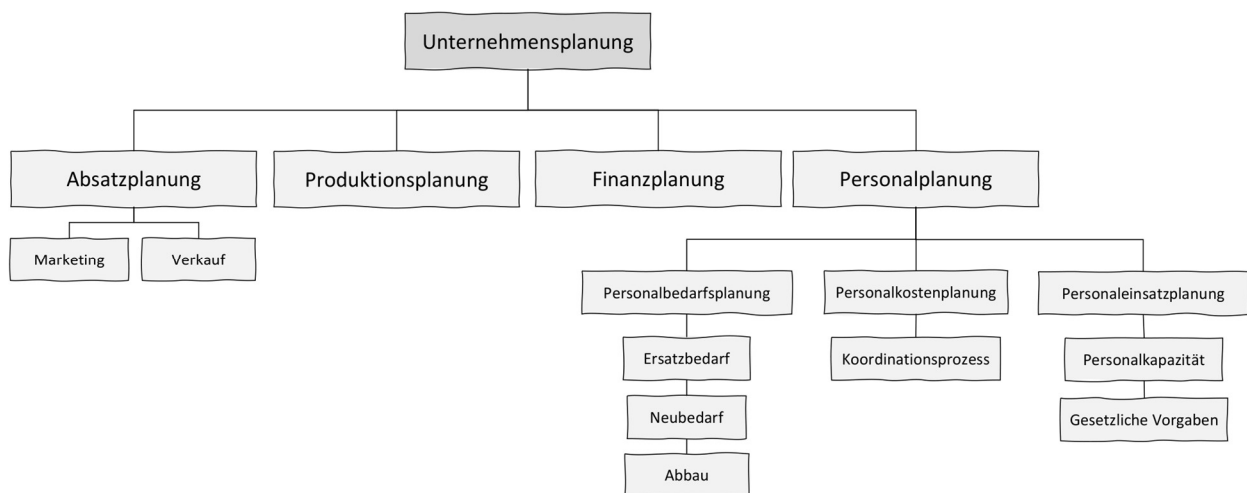 Unternehmensplanung
Absatzplanung
Produktionsplanung
Finanzplanung
Personalplanung
Marketing
Verkauf
Personalbedarfsplanung
Personalkostenplanung
Personaleinsatzplanung
Ersatzbedarf
Koordinationsprozess
Personalkapazität
Neubedarf
Gesetzliche Vorgaben
Abbau